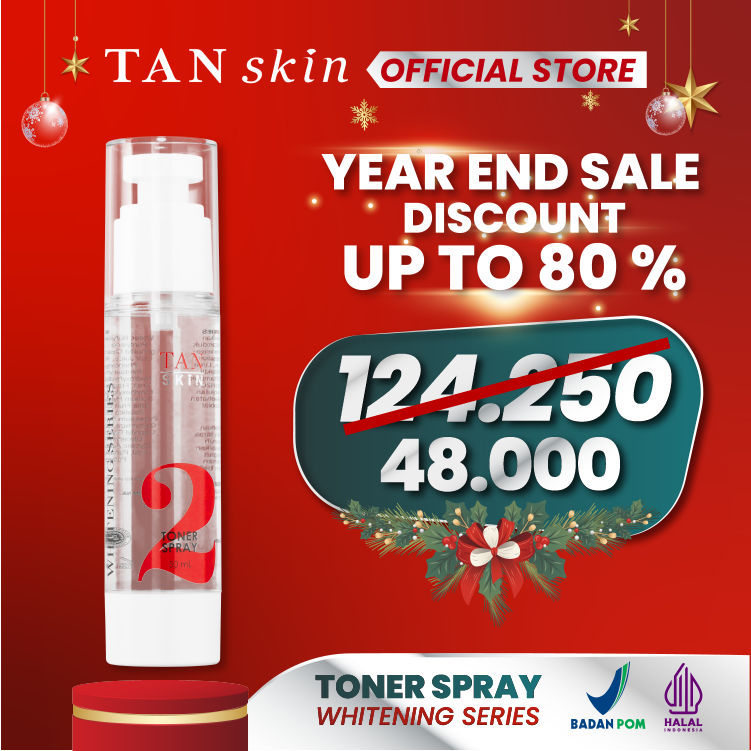 TAN skin OFFICIAL STORE
YEAR END SALE
DISCOUNT
UP TO 80 %
124.250
48.000
TAN
SKIN
WHITENING SERIES
2
TONER
SPRAY
TONER SPRAY
WHITENING SERIES
BADAN POM
HALAL
INDONESIA